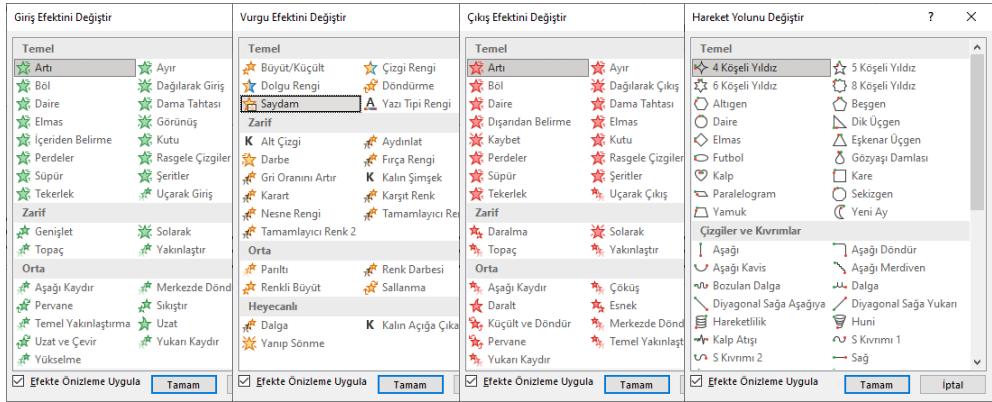 Giriş Efektini Değiştir
Temel
Artı Ayır
Böl Dağılarak Giriş
Daire Dama Tahtası
Elmas Görünüş
İçeriden Belirme Kutu
Perdeler Rasgele Çizgiler
Süpür Şeritler
Tekerlek Uçarak Giriş
Zarif
Genişlet Solarak
Topaç Yakınlaştır
Orta
Aşağı Kaydır Merkezde Dönd
Pervane Sıkıştır
Temel Yakınlaştırma Uzat
Uzat ve Çevir Yukarı Kaydır
Yükselme
Efekte Önizleme Uygula Tamam
Vurgu Efektini Değiştir
Temel
Büyüt/Küçült Çizgi Rengi
Dolgu Rengi Döndürme
Saydam Yazı Tipi Rengi
Zarif
Alt Çizgi Aydınlat
Darbe Fırça Rengi
Gri Oranını Artır Kalın Şimşek
Karart Karşıt Renk
Nesne Rengi Tamamlayıcı Re
Tamamlayıcı Renk 2
Orta
Parıltı Renk Darbesi
Renkli Büyüt Sallanma
Heyecanlı
Dalga Kalın Açığa Çıka
Yanıp Sönme
Efekte Önizleme Uygula Tamam
Çıkış Efektini Değiştir
Temel
Artı Ayır
Böl Dağılarak Çıkış
Daire Dama Tahtası
Dışarıdan Belirme Elmas
Kaybet Kutu
Perdeler Rasgele Çizgiler
Süpür Şeritler
Tekerlek Uçarak Çıkış
Zarif
Daralma Solarak
Topaç Yakınlaştır
Orta
Aşağı Kaydır Çöküş
Daralt Esnek
Küçült ve Döndür Merkezde Dönd
Pervane Temel Yakınlaşt
Yukarı Kaydır
Efekte Önizleme Uygula Tamam
Hareket Yolunu Değiştir ?
Temel
4 Köşeli Yıldız 5 Köşeli Yıldız
6 Köşeli Yıldız 8 Köşeli Yıldız
Altıgen Beşgen
Daire Dik Üçgen
Elmas Eşkenar Üçgen
Futbol Gözyaşı Damlası
Kalp Kare
Paralelogram Sekizgen
Yamuk Yeni Ay
Çizgiler ve Kıvrımlar
Aşağı Aşağı Döndür
Aşağı Kavis Aşağı Merdiven
Bozulan Dalga Dalga
Diyagonal Sağa Aşağıya Diyagonal Sağa Yukarı
Hareketlilik Huni
Kalp Atışı S Kıvrımı 1
S Kıvrımı 2 Sağ
Efekte Önizleme Uygula Tamam İptal